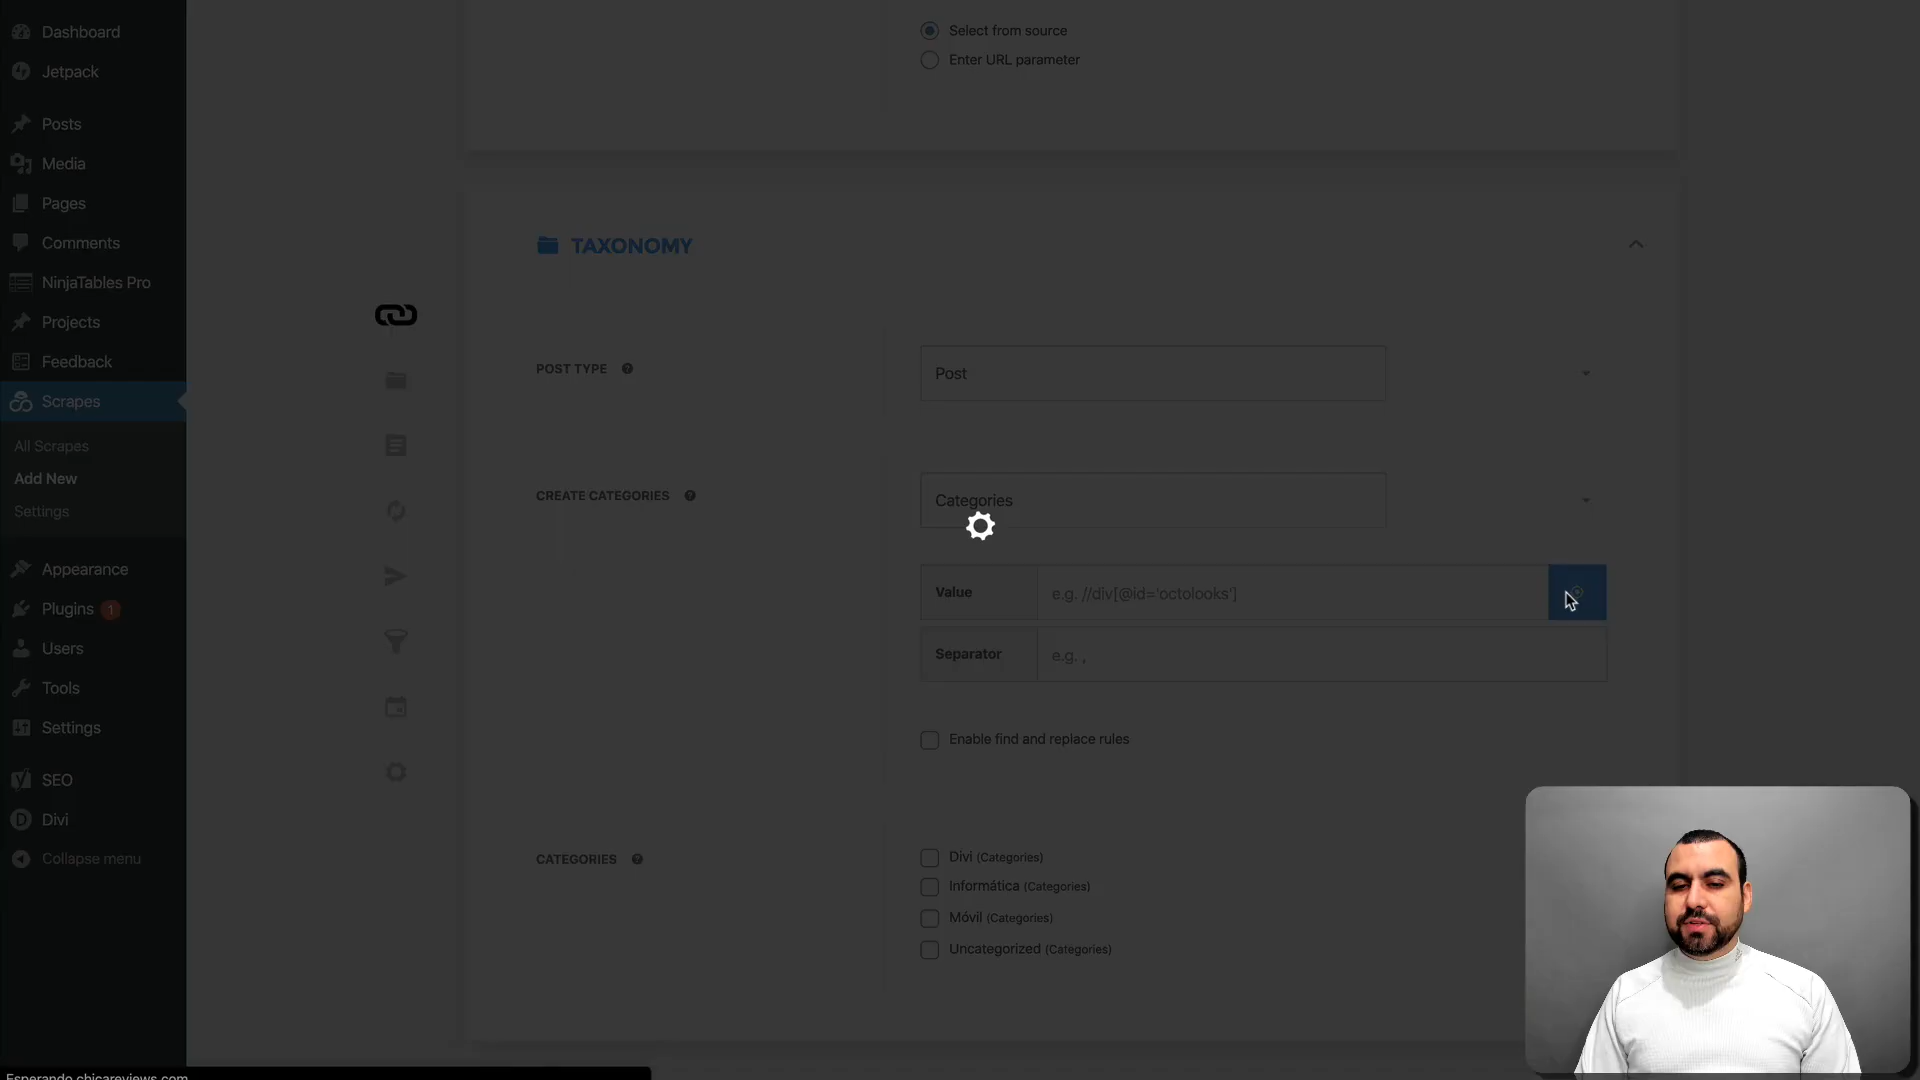 Dashboard
Jetpack
Posts
Media
Pages
Comments
NinjaTables Pro
Projects
Feedback
Scrapes
All Scrapes
Add New
Settings
Appearance
Plugins 1
Users
Tools
Settings
SEO
Divi
Collapse menu
Select from source
Enter URL parameter
TAXONOMY
POST TYPE
Post
CREATE CATEGORIES
Categories
Value e.g. //div[@id='octolooks']
Separator e.g. ,
Enable find and replace rules
CATEGORIES
Divi (Categories)
Informática (Categories)
Móvil (Categories)
Uncategorized (Categories)
Esperando chicareviews.com